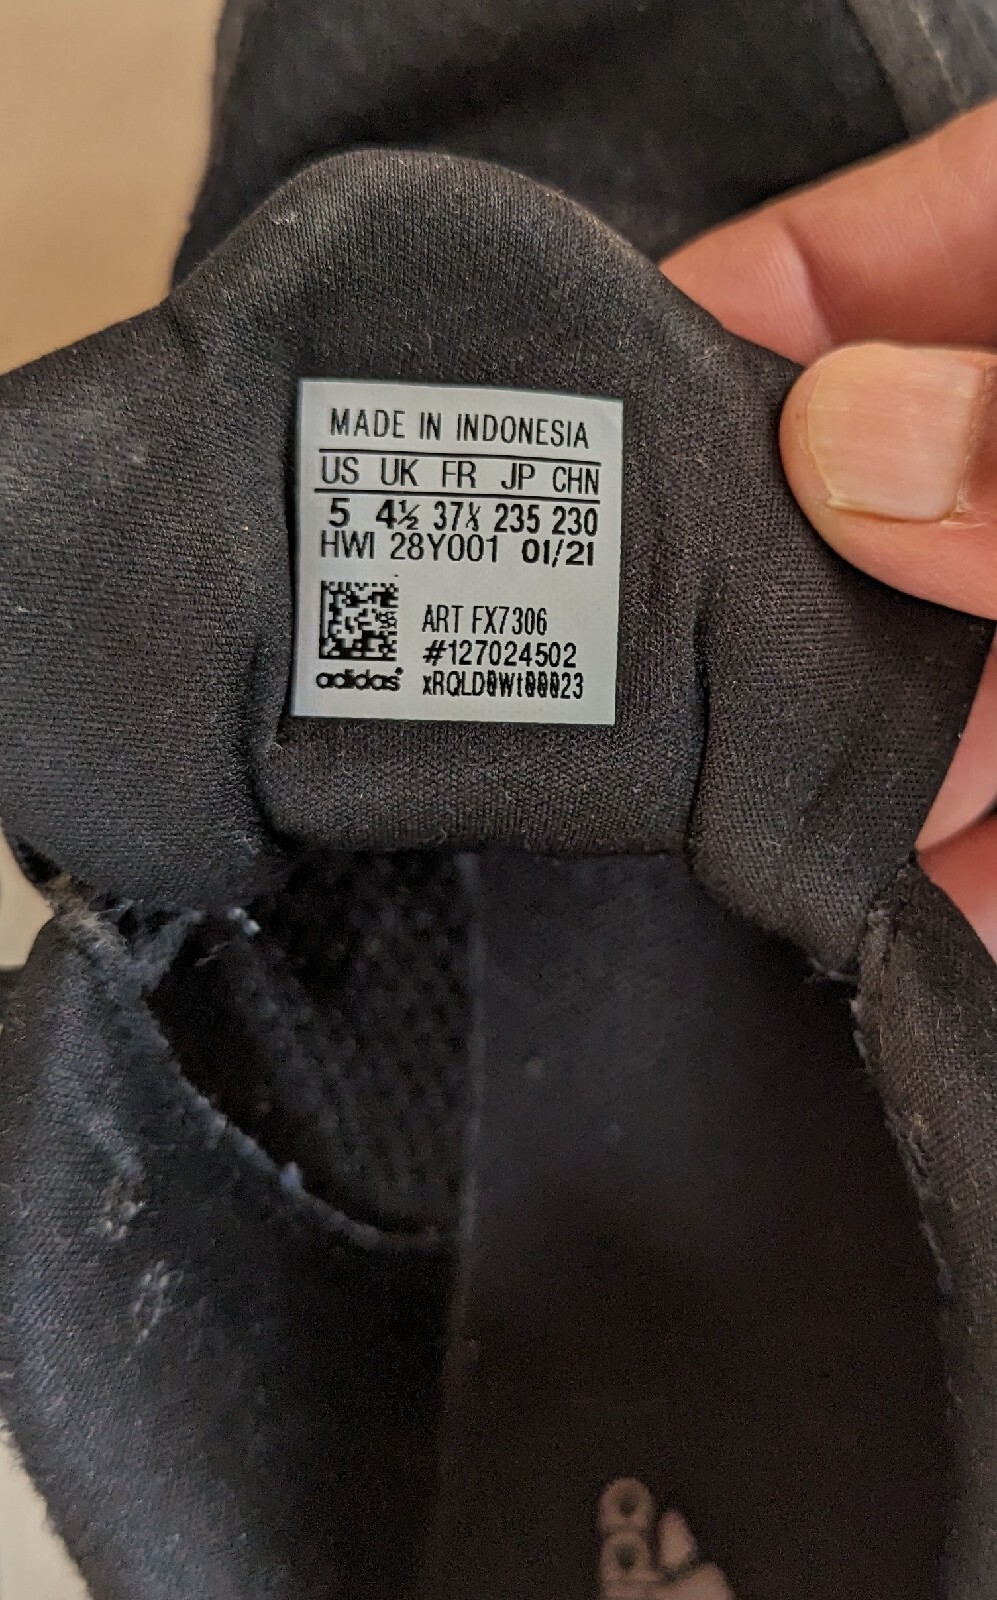 MADE IN INDONESIA
US UK FR JP CHN
5 4½ 37⅓ 235 230
HWI 28Y001 01/21
ART FX7306
#127024502
adidas xRQLD0Wt00023